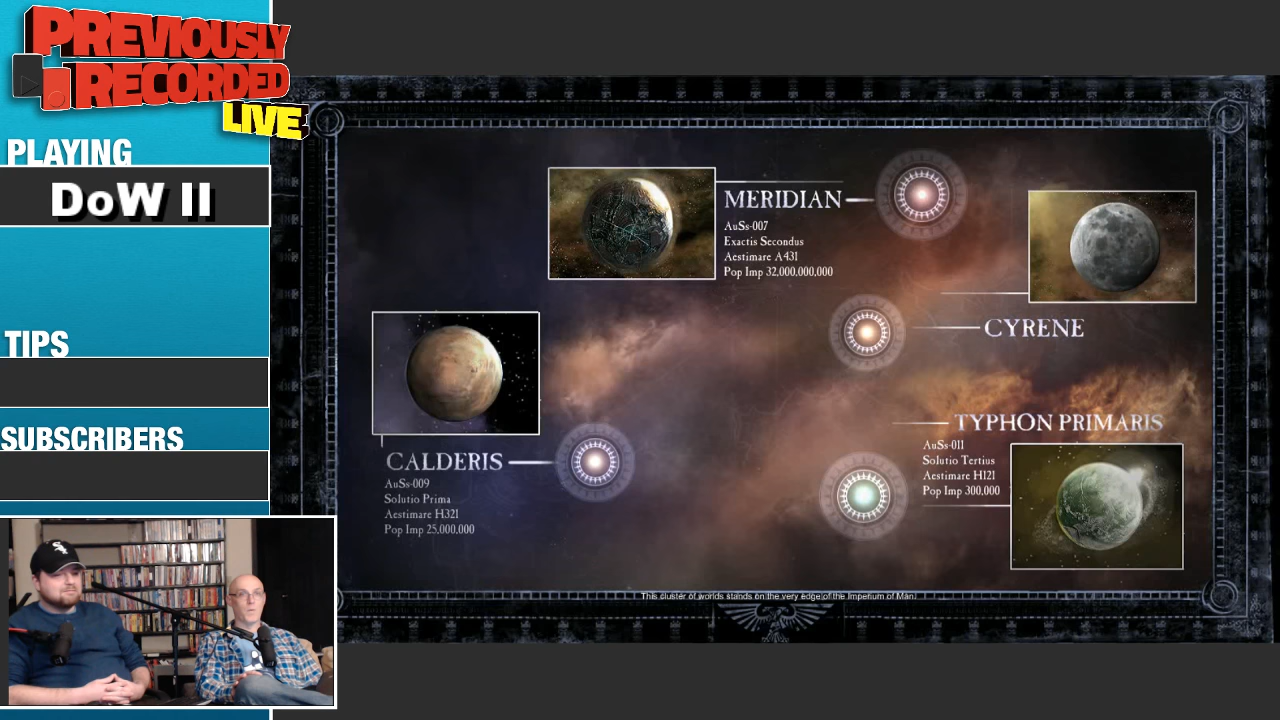 PREVIOUSLY
RECORDED
LIVE
PLAYING
DoW II
TIPS
SUBSCRIBERS
MERIDIAN
AuSs-007
Exactis Secondus
Aestimare A431
Pop Imp 32,000,000,000
CYRENE
CALDERIS
AuSs-009
Solutio Prima
Aestimare H321
Pop Imp 25,000,000
TYPHON PRIMARIS
AuSs-011
Solutio Tertius
Aestimare H121
Pop Imp 300,000
This cluster of worlds stands on the very edge of the Imperium of Man.